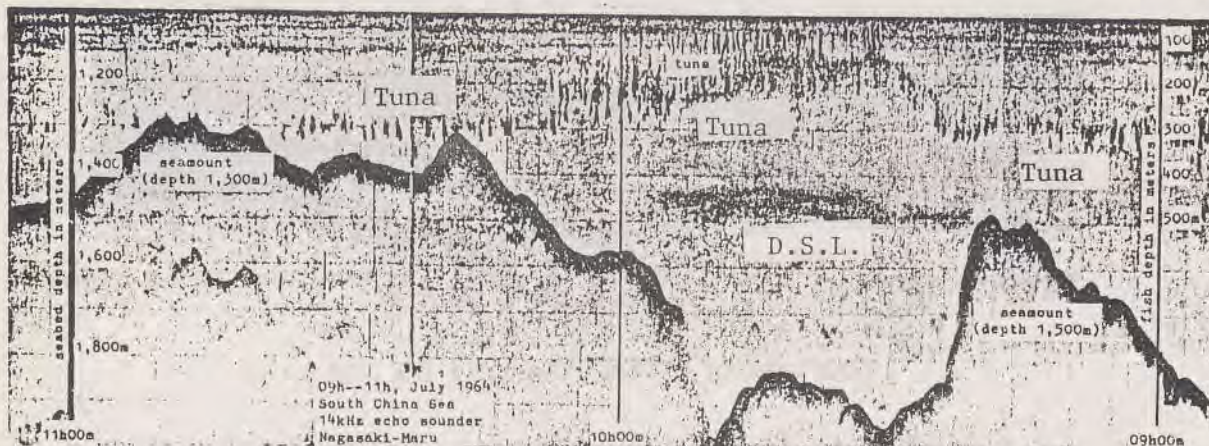 1,200
1,400
1,600
1,800m
seabed depth in meters
seamount
(depth 1,300m)
Tuna
tuna
Tuna
Tuna
D.S.L.
seamount
(depth 1,500m)
100
200
300
400
500m
fish depth in meters
09h--11h, July 1964
South China Sea
14kHz echo sounder
Nagasaki-Maru
11h00m
10h00m
09h00m